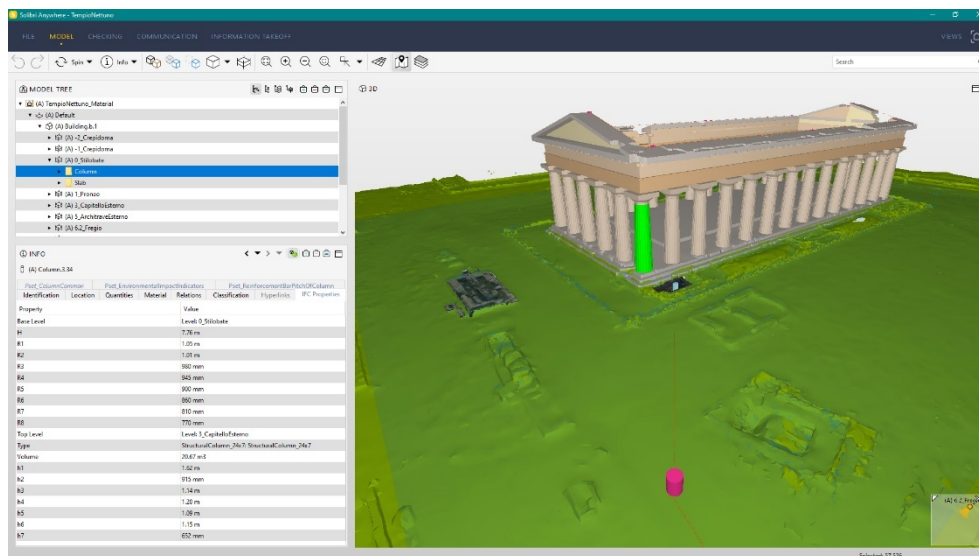 Solibri Anywhere - TempioNettuno
FILE MODEL CHECKING COMMUNICATION INFORMATION TAKEOFF VIEWS
Spin Info Search
MODEL TREE
(A) TempioNettuno_Material
(A) Default
(A) Building.b.1
(A) -2_Crepidoma
(A) -1_Crepidoma
(A) 0_Stilobate
Column
Slab
(A) 1_Pronao
(A) 3_CapitelloEsterno
(A) 5_ArchitraveEsterno
(A) 6.2_Fregio
INFO
(A) Column.3.34
Pset_ColumnCommon Pset_EnvironmentalImpactIndicators Pset_ReinforcementBarPitchOfColumn
Identification Location Quantities Material Relations Classification Hyperlinks IFC Properties
Property Value
Base Level Level: 0_Stilobate
H 7.76 m
R1 1.05 m
R2 1.01 m
R3 980 mm
R4 945 mm
R5 900 mm
R6 860 mm
R7 810 mm
R8 770 mm
Top Level Level: 3_CapitelloEsterno
Type StructuralColumn_24x7: StructuralColumn_24x7
Volume 20.67 m3
h1 1.62 m
h2 915 mm
h3 1.14 m
h4 1.20 m
h5 1.09 m
h6 1.15 m
h7 652 mm
3D
(A) 6.2_Fregio
Selected: 57,526